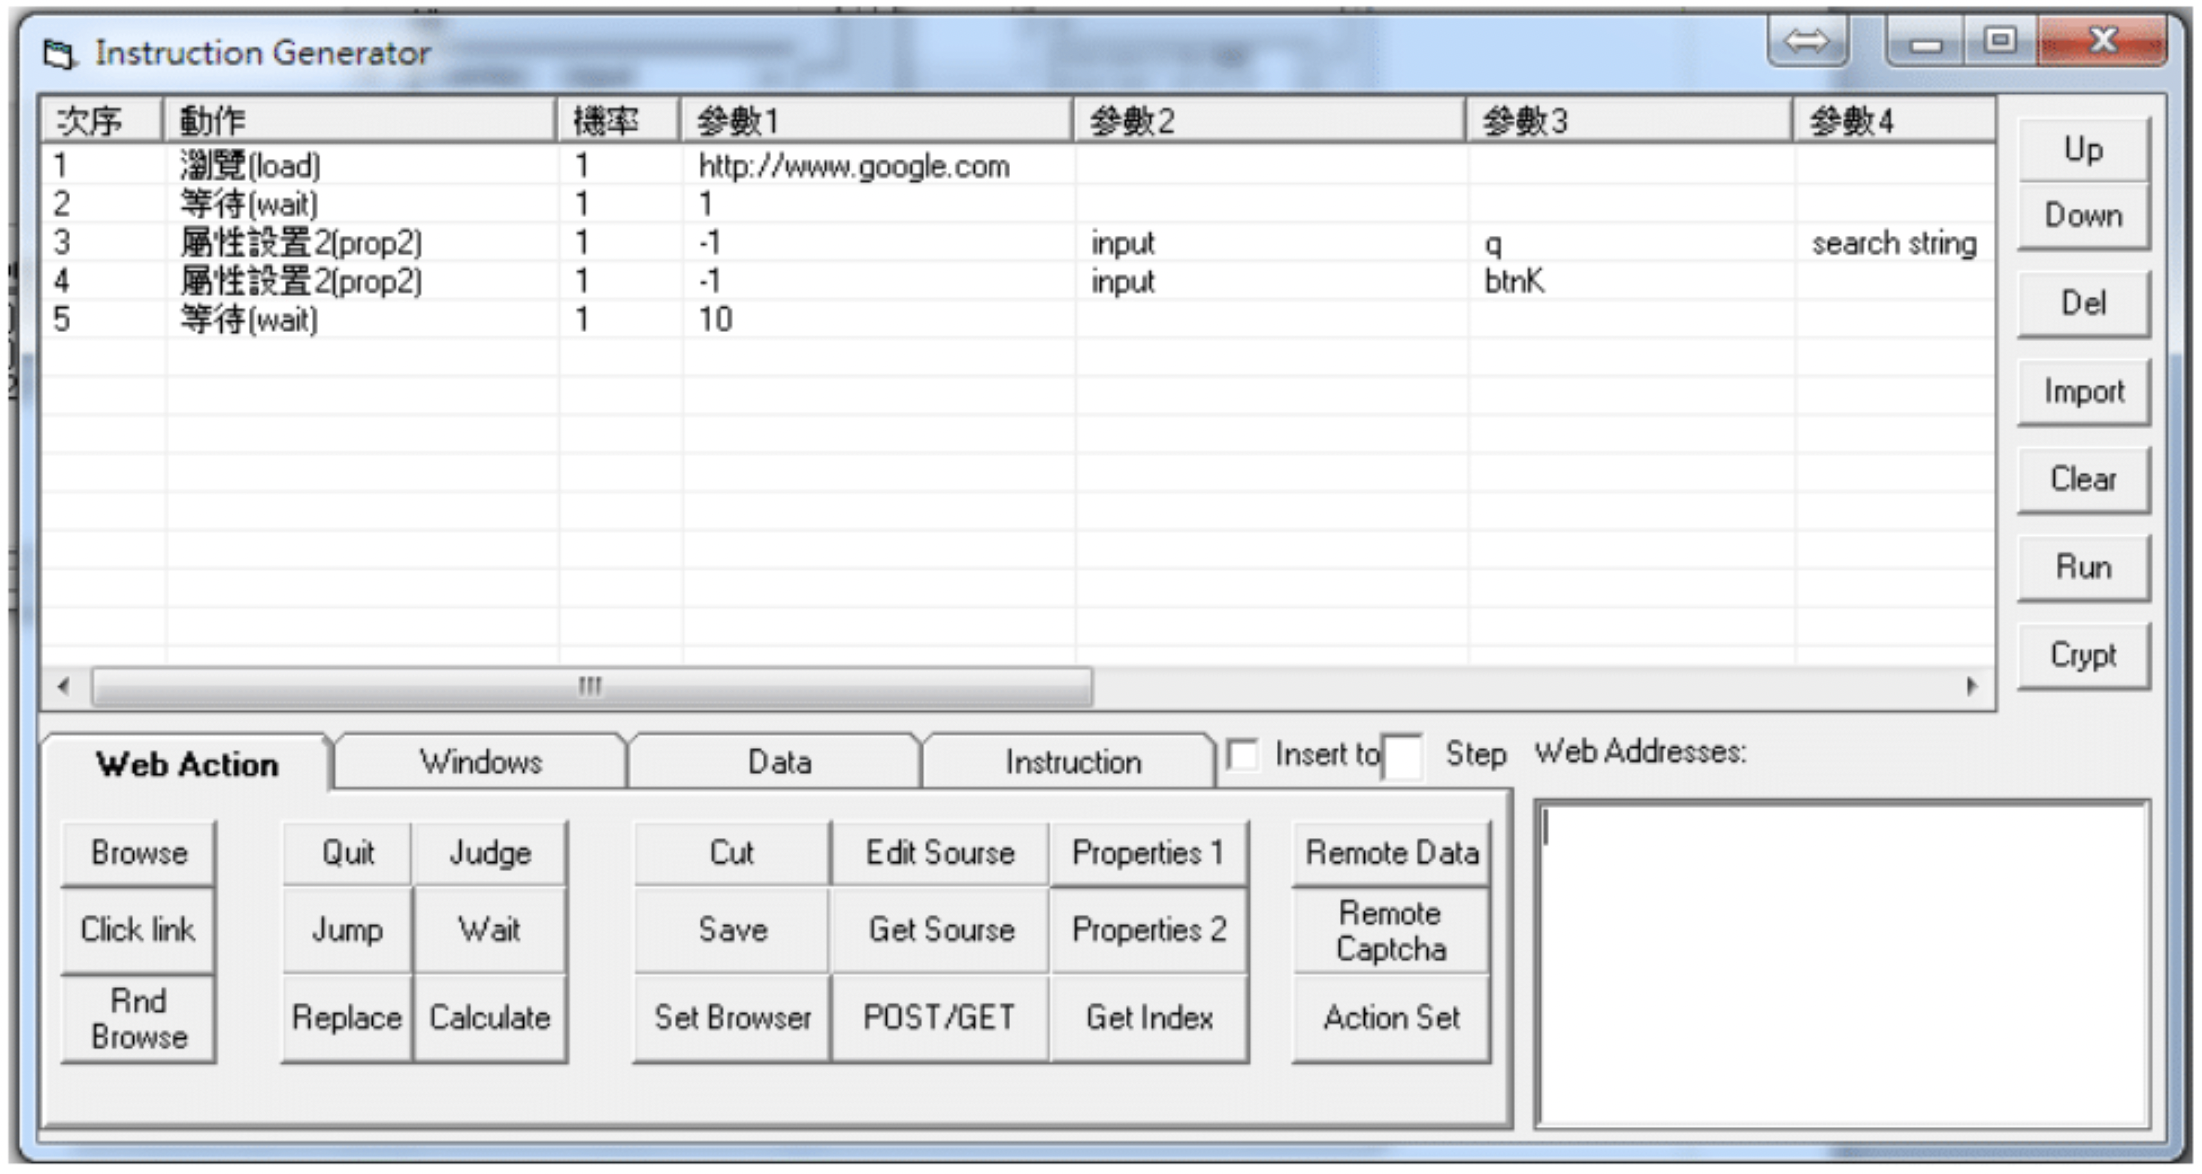 Instruction Generator
次序 動作 機率 參數1 參數2 參數3 參數4
1 瀏覽(load) 1 http://www.google.com
2 等待(wait) 1 1
3 屬性設置2(prop2) 1 -1 input q search string
4 屬性設置2(prop2) 1 -1 input btnK
5 等待(wait) 1 10
Up
Down
Del
Import
Clear
Run
Crypt
Web Action Windows Data Instruction Insert to Step Web Addresses:
Browse Quit Judge Cut Edit Sourse Properties 1 Remote Data
Click link Jump Wait Save Get Sourse Properties 2 Remote
Captcha
Rnd
Browse Replace Calculate Set Browser POST/GET Get Index Action Set